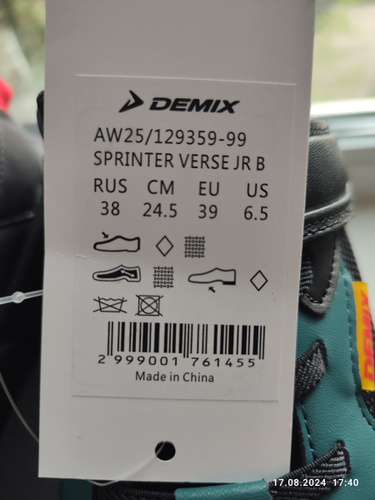 DEMIX
AW25/129359-99
SPRINTER VERSE JR B
RUS CM EU US
38 24.5 39 6.5
2 999001 761455
Made in China
DEMIX
17.08.2024 17:40